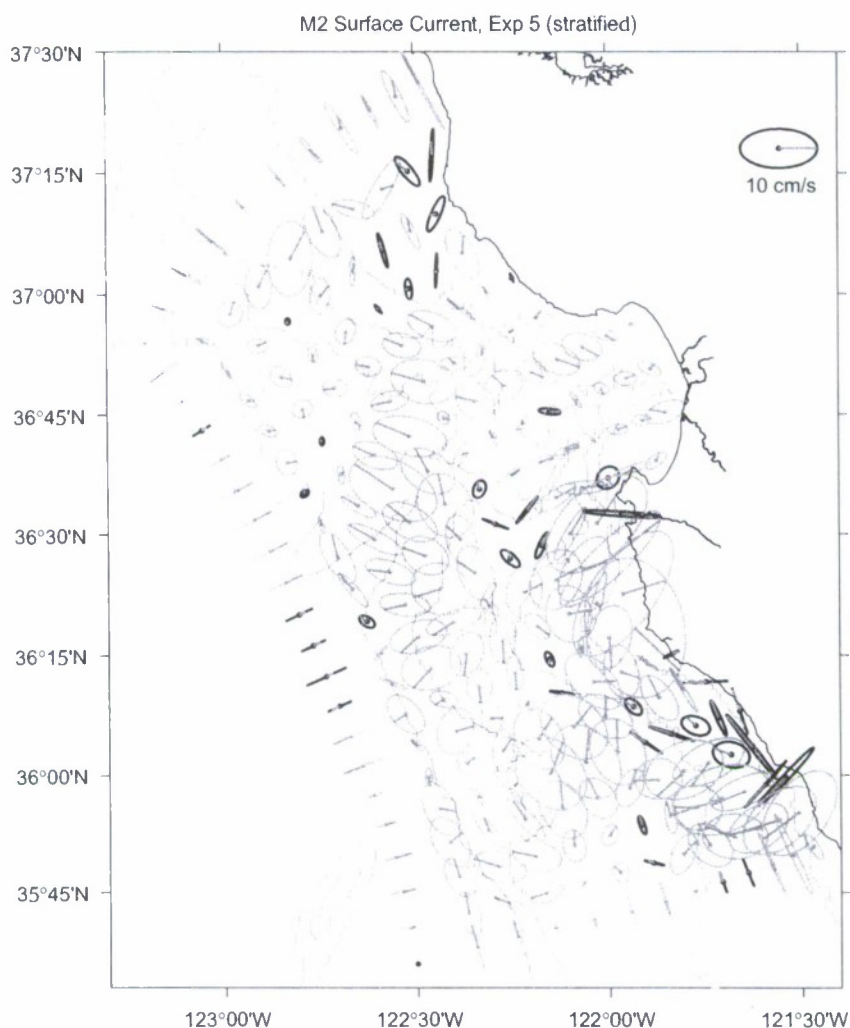 M2 Surface Current, Exp 5 (stratified)
37°30'N
37°15'N
37°00'N
36°45'N
36°30'N
36°15'N
36°00'N
35°45'N
10 cm/s
123°00'W
122°30'W
122°00'W
121°30'W